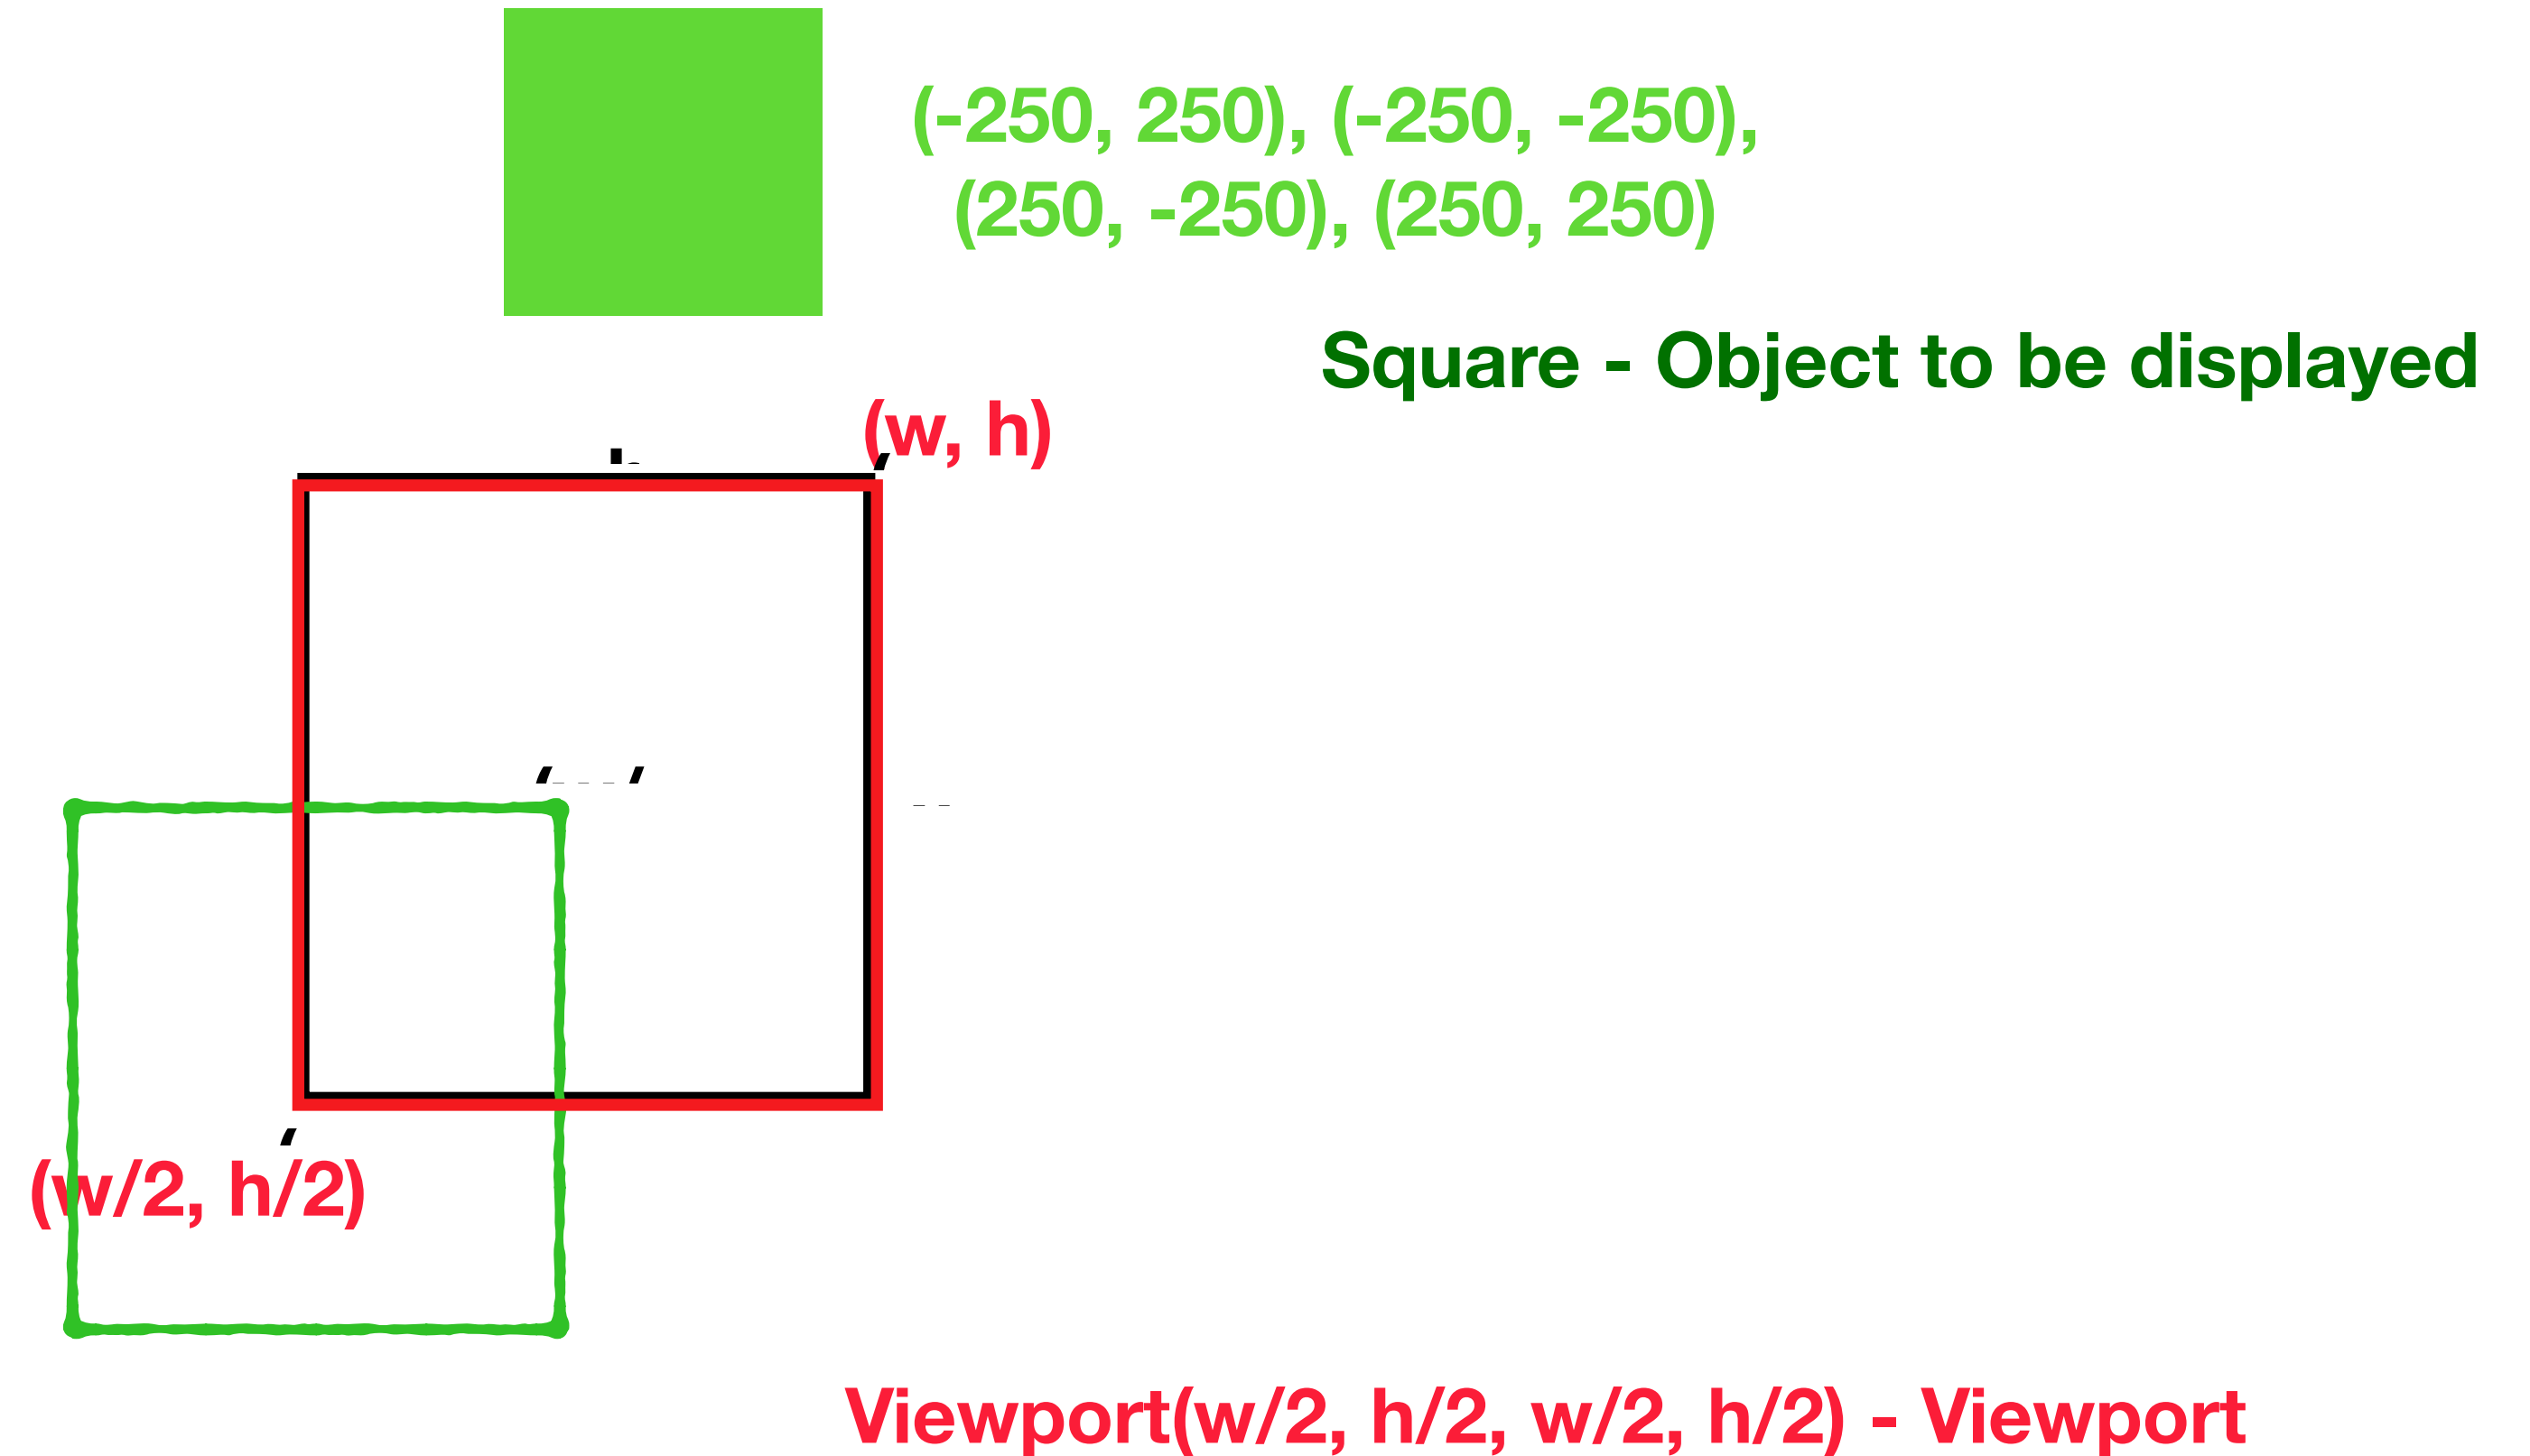 (-250, 250), (-250, -250),
(250, -250), (250, 250)
Square - Object to be displayed
(w, h)
(w/2, h/2)
Viewport(w/2, h/2, w/2, h/2) - Viewport